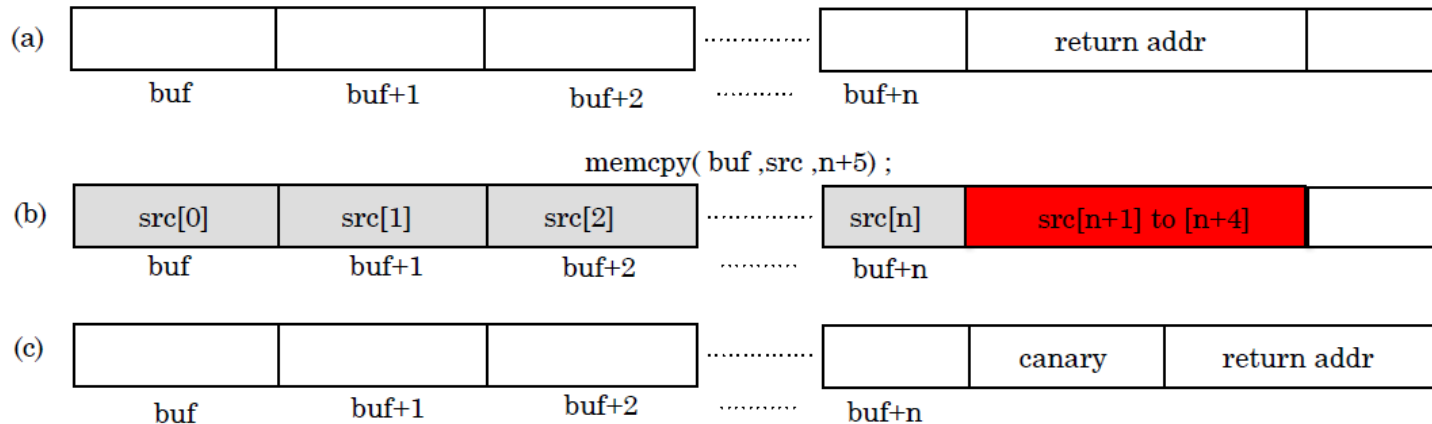 (a) return addr
buf buf+1 buf+2 ......... buf+n
memcpy( buf ,src ,n+5) ;
(b) src[0] src[1] src[2] ............. src[n] src[n+1] to [n+4]
buf buf+1 buf+2 ......... buf+n
(c) ............. canary return addr
buf buf+1 buf+2 ......... buf+n